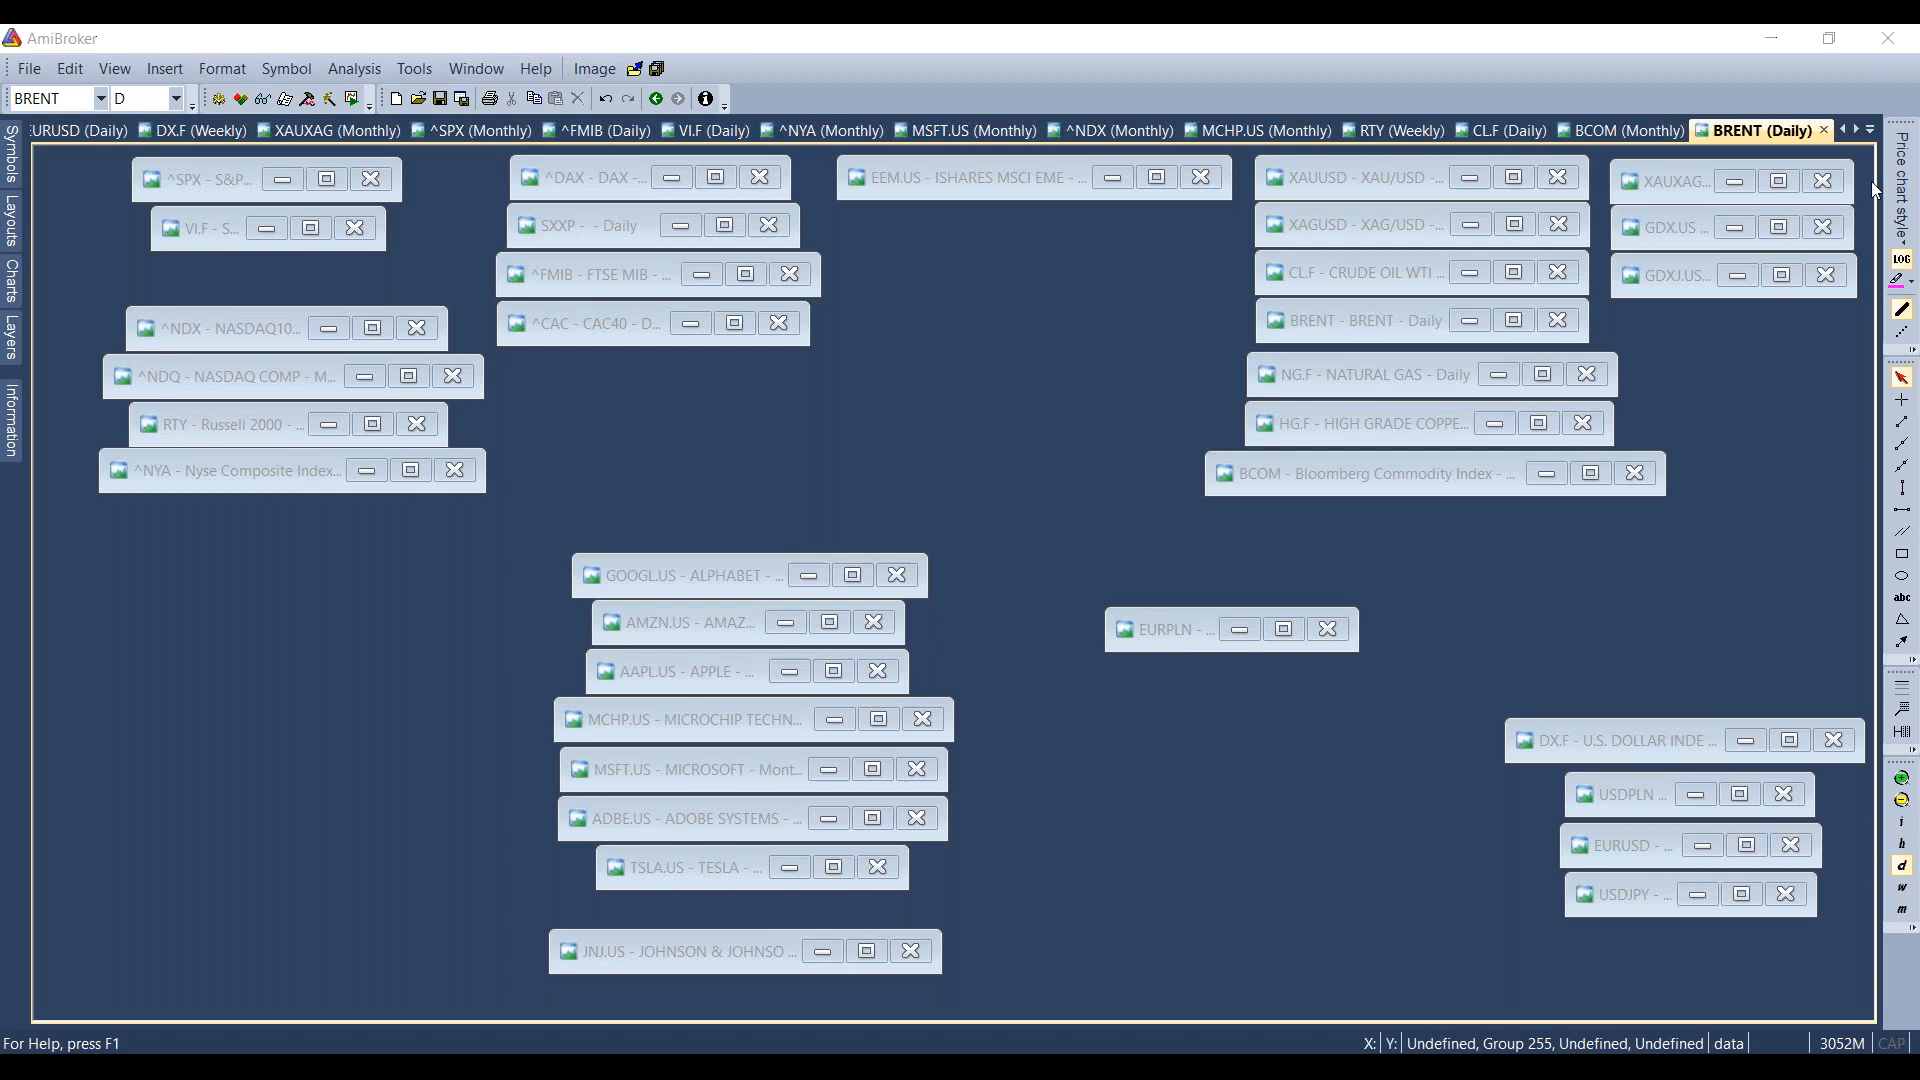 AmiBroker
File Edit View Insert Format Symbol Analysis Tools Window Help Image
BRENT D
EURUSD (Daily) DX.F (Weekly) XAUXAG (Monthly) ^SPX (Monthly) ^FMIB (Daily) VI.F (Daily) ^NYA (Monthly) MSFT.US (Monthly) ^NDX (Monthly) MCHP.US (Monthly) RTY (Weekly) CL.F (Daily) BCOM (Monthly) BRENT (Daily)
Symbols
Layouts
Charts
Layers
Information
^SPX - S&P...
VI.F - S...
^NDX - NASDAQ10...
^NDQ - NASDAQ COMP - M...
RTY - Russell 2000 - ...
^NYA - Nyse Composite Index...
^DAX - DAX -...
SXXP - - Daily
^FMIB - FTSE MIB - ...
^CAC - CAC40 - D...
EEM.US - ISHARES MSCI EME - ...
XAUUSD - XAU/USD -...
XAGUSD - XAG/USD -...
CL.F - CRUDE OIL WTI ...
BRENT - BRENT - Daily
NG.F - NATURAL GAS - Daily
HG.F - HIGH GRADE COPPE...
BCOM - Bloomberg Commodity Index - ...
XAUXAG...
GDX.US ...
GDXJ.US...
GOOGL.US - ALPHABET - ...
AMZN.US - AMAZ...
AAPL.US - APPLE - ...
MCHP.US - MICROCHIP TECHN...
MSFT.US - MICROSOFT - Mont...
ADBE.US - ADOBE SYSTEMS - ...
TSLA.US - TESLA - ...
JNJ.US - JOHNSON & JOHNSO ...
EURPLN - ...
DX.F - U.S. DOLLAR INDE ...
USDPLN ...
EURUSD - ...
USDJPY - ...
Price chart style
LOG
abc
i
h
d
w
m
For Help, press F1
X: Y: Undefined, Group 255, Undefined, Undefined data 3052M CAP